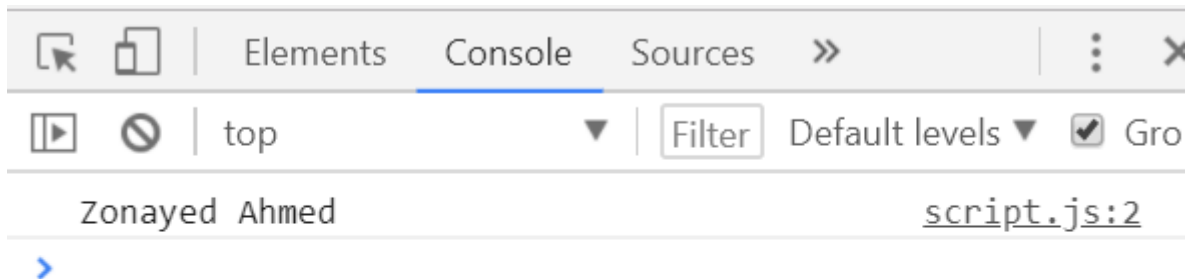 Elements Console Sources »
top Filter Default levels Gro
Zonayed Ahmed script.js:2